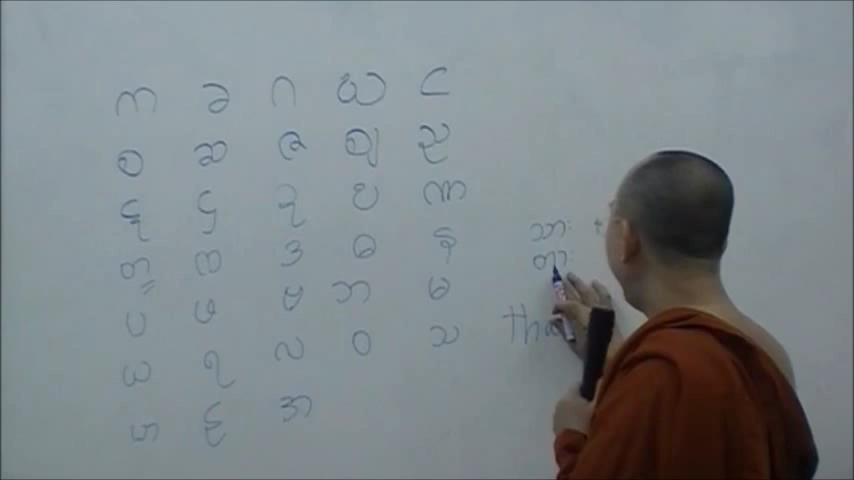 က ခ ဂ ဃ င
စ ဆ ဇ ဈ ည
ဋ ဌ ဍ ဎ ဏ
တ ထ ဒ ဓ န
ပ ဖ ဗ ဘ မ
ယ ရ လ ဝ သ
ဟ ဠ အ
သား +
တား
tha